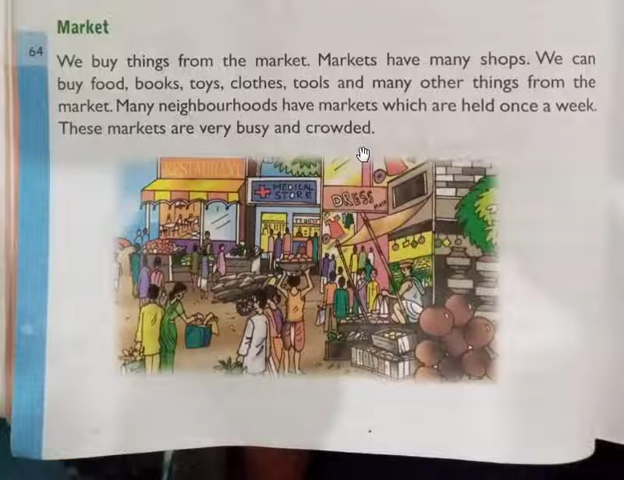 Market
64
We buy things from the market. Markets have many shops. We can
buy food, books, toys, clothes, tools and many other things from the
market. Many neighbourhoods have markets which are held once a week.
These markets are very busy and crowded.
RESTAURANT
MEDICAL
STORE
DRESS